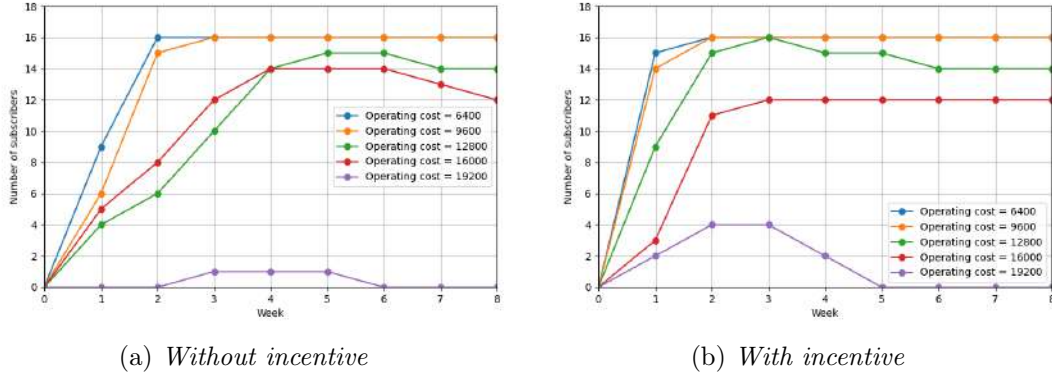 18
16
14
12
10
8
6
4
2
0
Number of subscribers
0 1 2 3 4 5 6 7 8
Week
Operating cost = 6400
Operating cost = 9600
Operating cost = 12800
Operating cost = 16000
Operating cost = 19200
(a) Without incentive
18
16
14
12
10
8
6
4
2
0
Number of subscribers
0 1 2 3 4 5 6 7 8
Week
Operating cost = 6400
Operating cost = 9600
Operating cost = 12800
Operating cost = 16000
Operating cost = 19200
(b) With incentive